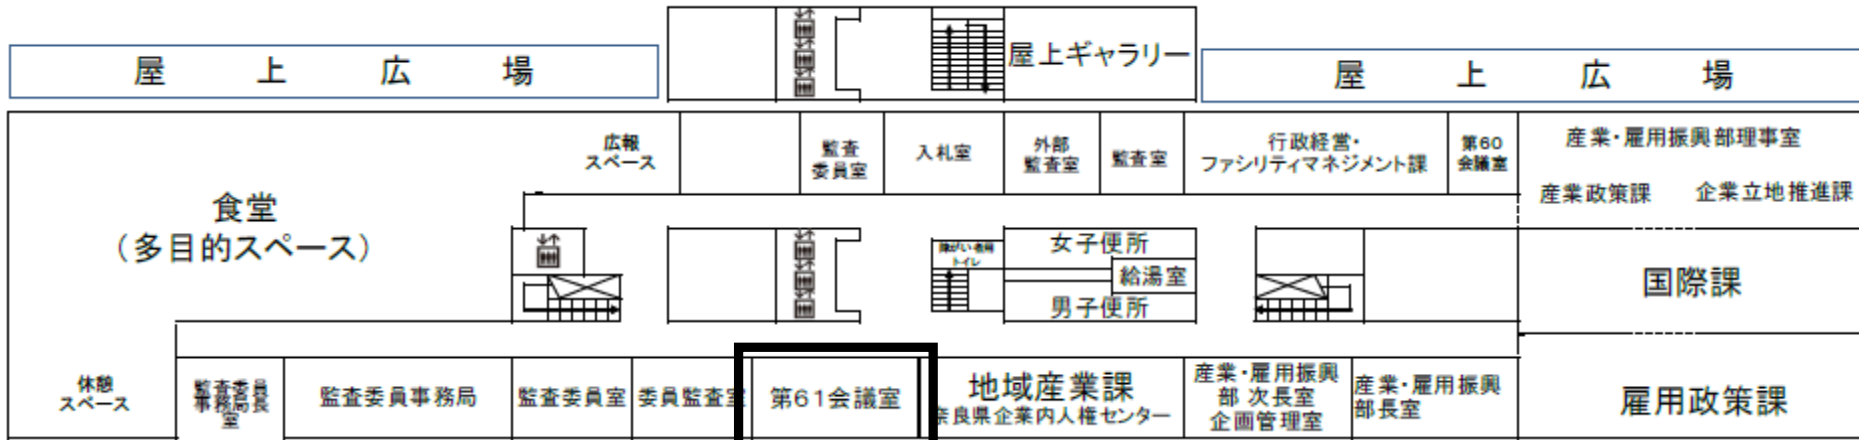 屋上広場
屋上ギャラリー
屋上広場
広報
スペース
監査
委員室
入札室
外部
監査室
監査室
行政経営・
ファシリティマネジメント課
第60
会議室
産業・雇用振興部理事室
産業政策課 企業立地推進課
食堂
（多目的スペース）
障がい者用
トイレ
女子便所
給湯室
男子便所
国際課
休憩
スペース
監査委員
事務局長
室
監査委員事務局
監査委員室
委員監査室
第61会議室
地域産業課
奈良県企業内人権センター
産業・雇用振興
部 次長室
企画管理室
産業・雇用振興
部長室
雇用政策課